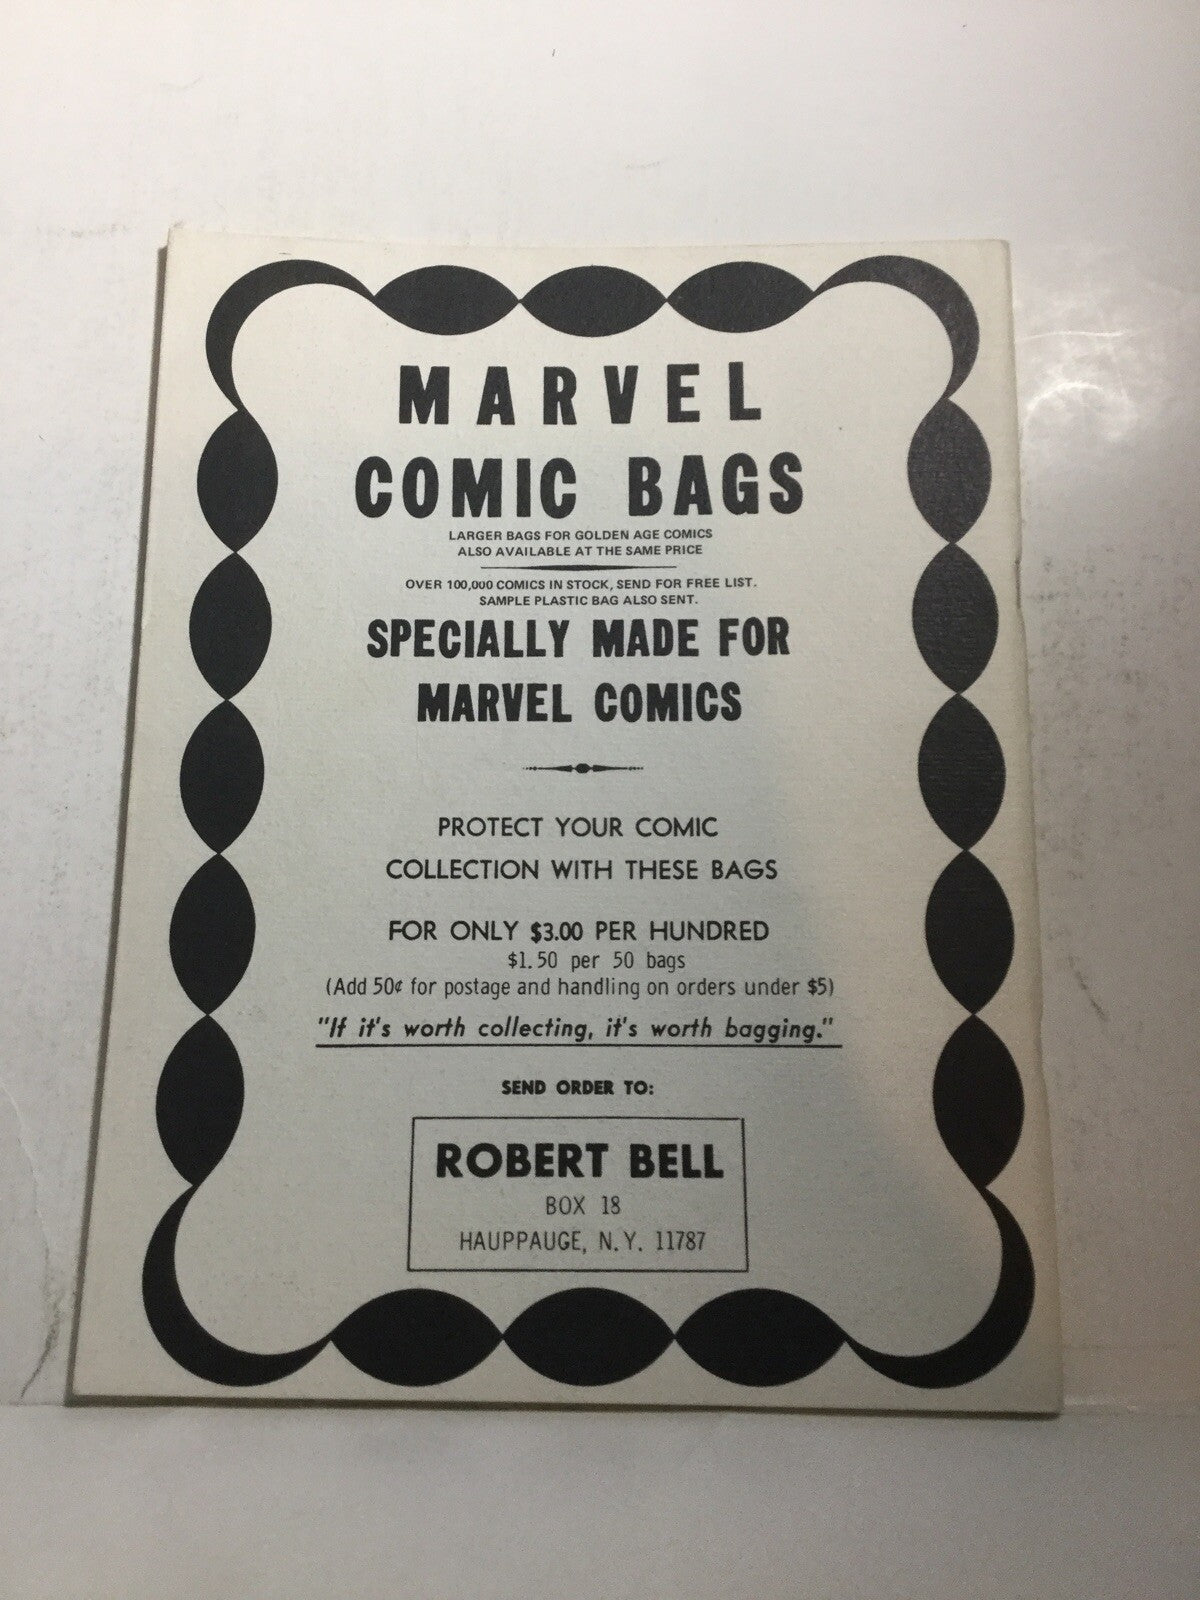 MARVEL
COMIC BAGS
LARGER BAGS FOR GOLDEN AGE COMICS
ALSO AVAILABLE AT THE SAME PRICE
OVER 100,000 COMICS IN STOCK, SEND FOR FREE LIST.
SAMPLE PLASTIC BAG ALSO SENT.
SPECIALLY MADE FOR
MARVEL COMICS
PROTECT YOUR COMIC
COLLECTION WITH THESE BAGS
FOR ONLY $3.00 PER HUNDRED
$1.50 per 50 bags
(Add 50¢ for postage and handling on orders under $5)
"If it's worth collecting, it's worth bagging."
SEND ORDER TO:
ROBERT BELL
BOX 18
HAUPPAUGE, N.Y. 11787